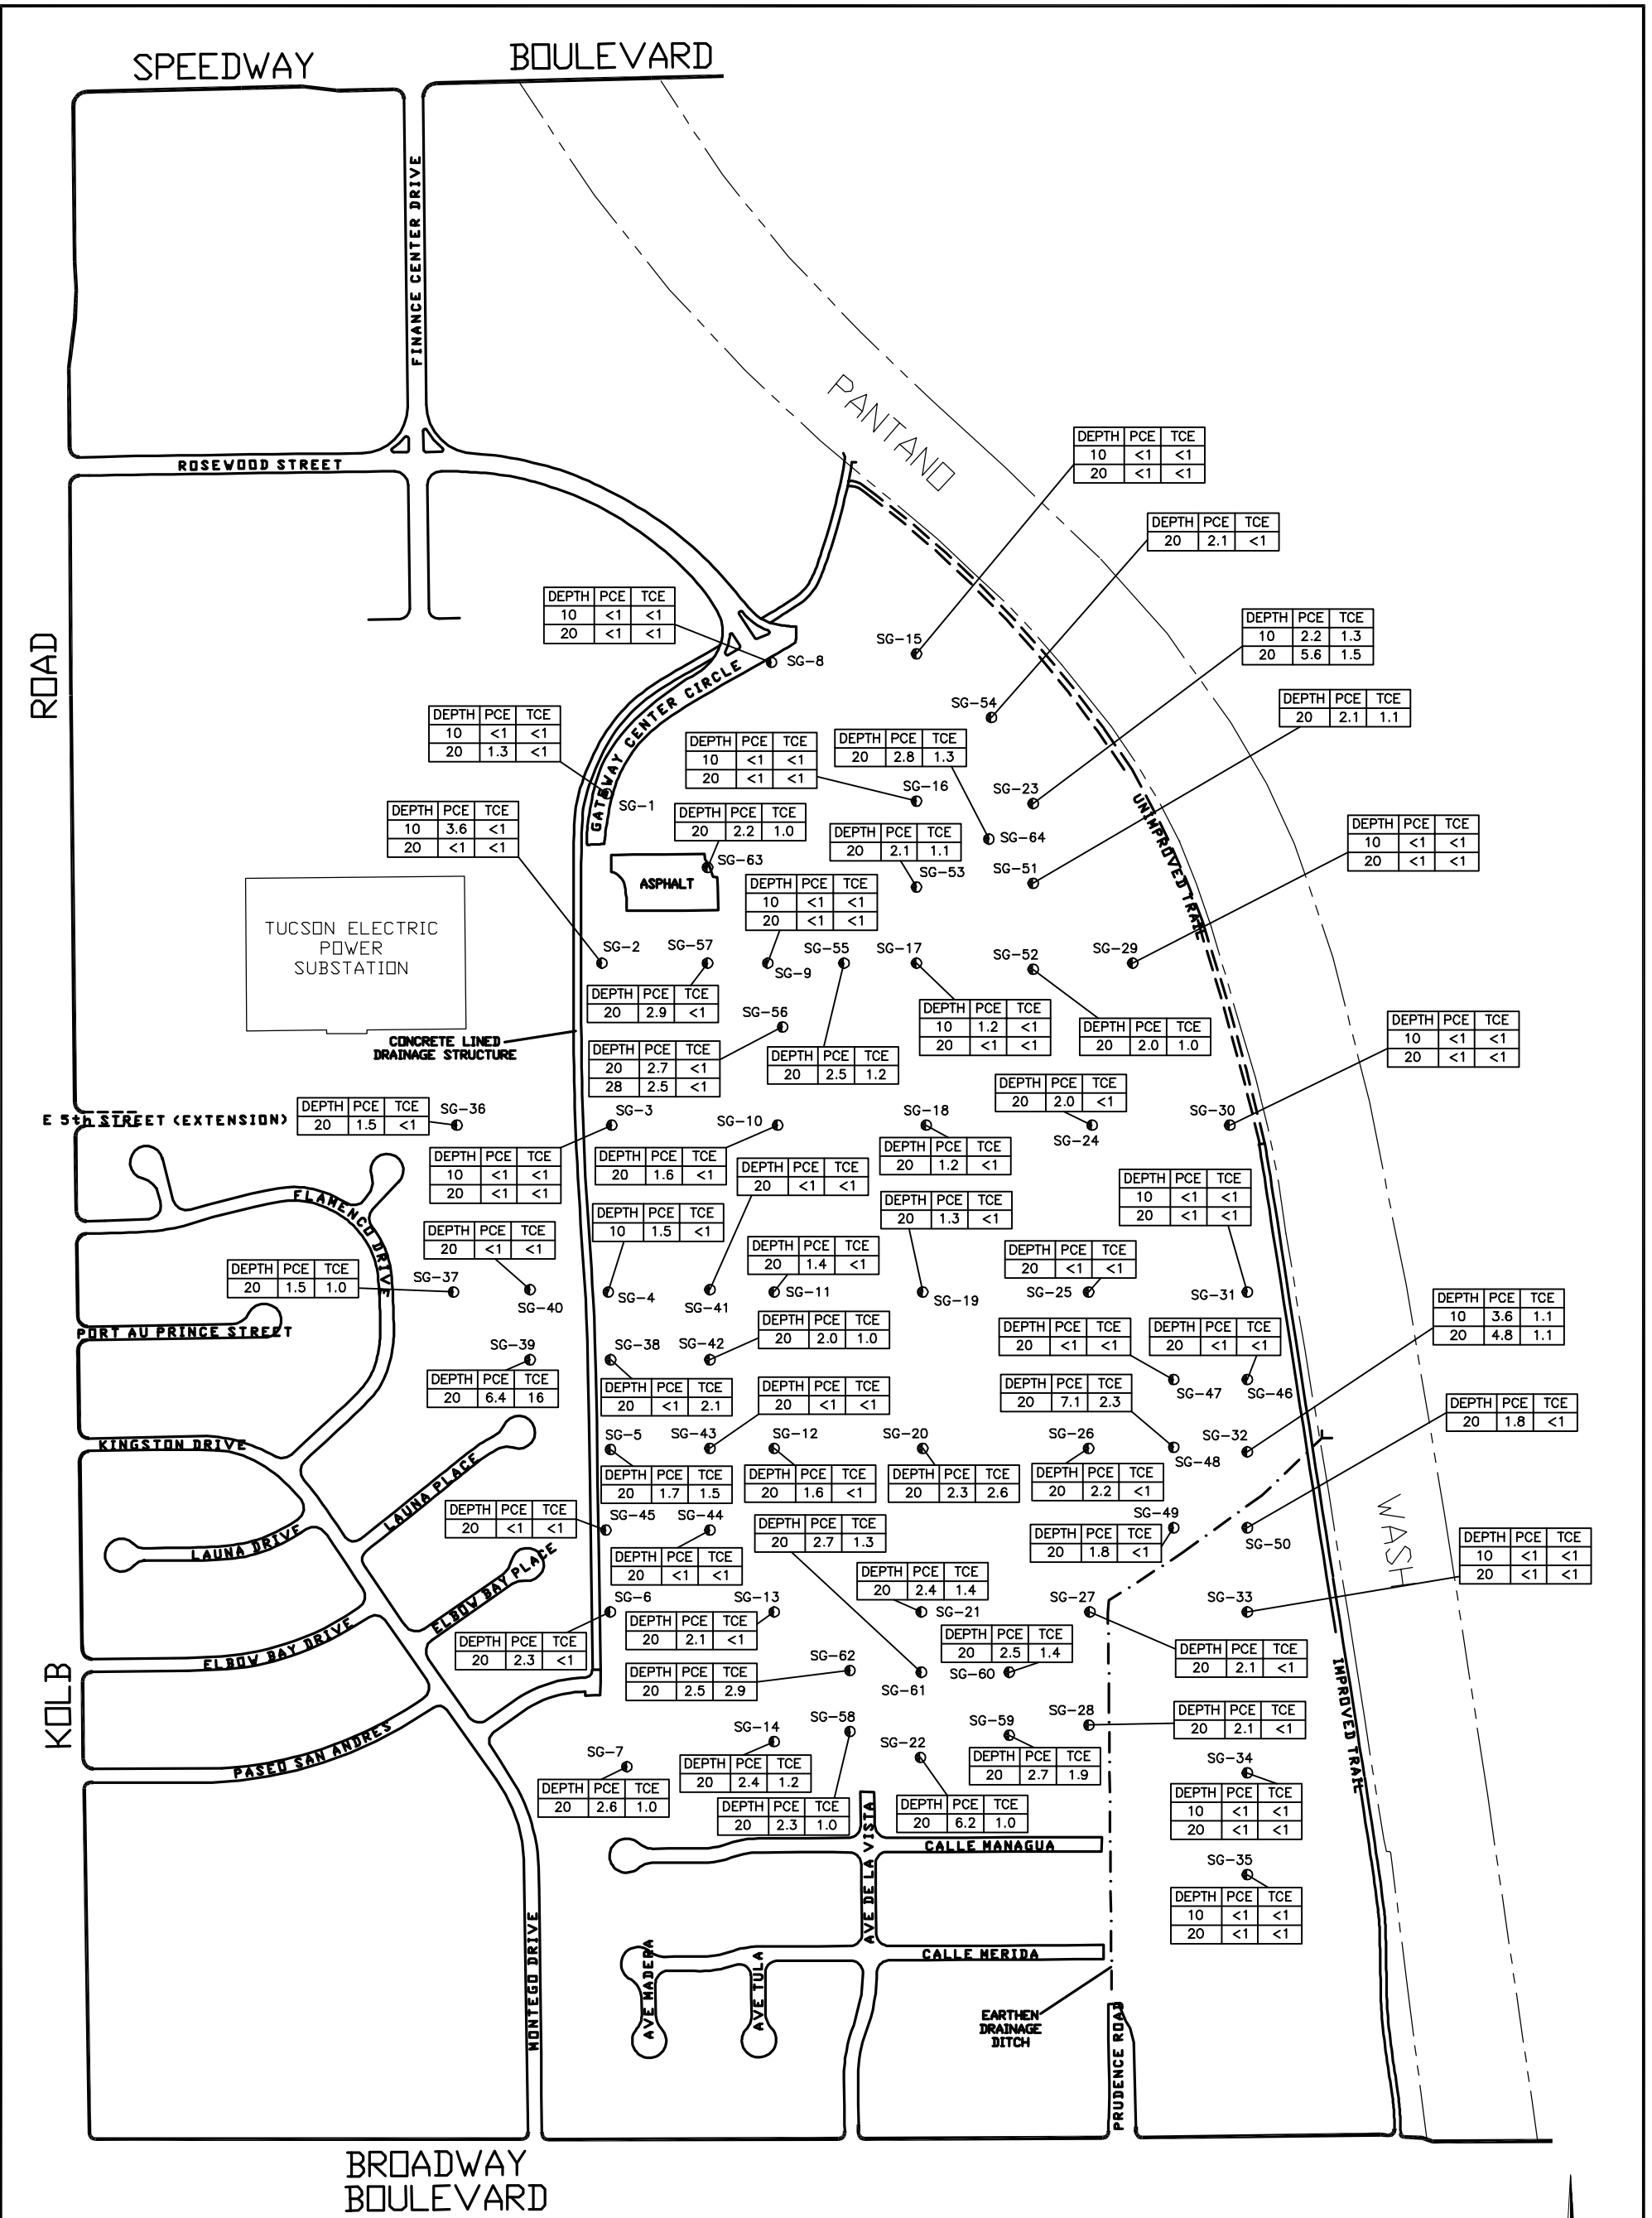 SPEEDWAY BOULEVARD
FINANCE CENTER DRIVE
PANTANO
ROSEWOOD STREET
DEPTH PCE TCE
10 <1 <1
20 <1 <1
SG-15
DEPTH PCE TCE
20 2.1 <1
SG-54
DEPTH PCE TCE
10 <1 <1
20 <1 <1
SG-8
DEPTH PCE TCE
10 2.2 1.3
20 5.6 1.5
SG-23
ROAD
GATEWAY CENTER CIRCLE
DEPTH PCE TCE
20 2.1 1.1
SG-51
DEPTH PCE TCE
10 <1 <1
20 1.3 <1
SG-1
DEPTH PCE TCE
10 <1 <1
20 <1 <1
SG-16
DEPTH PCE TCE
20 2.8 1.3
SG-64
UNIMPROVED TRAIL
DEPTH PCE TCE
10 3.6 <1
20 <1 <1
SG-2
DEPTH PCE TCE
20 2.2 1.0
SG-63
DEPTH PCE TCE
20 2.1 1.1
SG-53
DEPTH PCE TCE
10 <1 <1
20 <1 <1
SG-29
ASPHALT
DEPTH PCE TCE
10 <1 <1
20 <1 <1
SG-9
TUCSON ELECTRIC
POWER
SUBSTATION
SG-57
DEPTH PCE TCE
20 2.9 <1
SG-55
DEPTH PCE TCE
20 2.5 1.2
SG-17
DEPTH PCE TCE
10 1.2 <1
20 <1 <1
SG-52
DEPTH PCE TCE
20 2.0 1.0
CONCRETE LINED
DRAINAGE STRUCTURE
SG-56
DEPTH PCE TCE
20 2.7 <1
28 2.5 <1
DEPTH PCE TCE
10 <1 <1
20 <1 <1
SG-30
E 5th STREET (EXTENSION)
DEPTH PCE TCE
20 1.5 <1
SG-36
SG-3
DEPTH PCE TCE
10 <1 <1
20 <1 <1
SG-10
DEPTH PCE TCE
20 1.6 <1
SG-18
DEPTH PCE TCE
20 1.2 <1
DEPTH PCE TCE
20 2.0 <1
SG-24
DEPTH PCE TCE
20 <1 <1
SG-41
DEPTH PCE TCE
10 <1 <1
20 <1 <1
SG-31
FLAMENCO DRIVE
DEPTH PCE TCE
20 <1 <1
SG-40
DEPTH PCE TCE
10 1.5 <1
SG-4
DEPTH PCE TCE
20 1.3 <1
SG-19
DEPTH PCE TCE
20 1.5 1.0
SG-37
DEPTH PCE TCE
20 1.4 <1
SG-11
DEPTH PCE TCE
20 <1 <1
SG-25
PORT AU PRINCE STREET
SG-39
DEPTH PCE TCE
20 6.4 16
SG-38
DEPTH PCE TCE
20 <1 2.1
SG-42
DEPTH PCE TCE
20 2.0 1.0
DEPTH PCE TCE
20 <1 <1
SG-47
DEPTH PCE TCE
20 <1 <1
SG-46
DEPTH PCE TCE
10 3.6 1.1
20 4.8 1.1
SG-32
DEPTH PCE TCE
20 <1 <1
SG-43
DEPTH PCE TCE
20 7.1 2.3
SG-48
DEPTH PCE TCE
20 1.8 <1
SG-50
KINGSTON DRIVE
SG-5
DEPTH PCE TCE
20 1.7 1.5
SG-12
DEPTH PCE TCE
20 1.6 <1
SG-20
DEPTH PCE TCE
20 2.3 2.6
SG-26
DEPTH PCE TCE
20 2.2 <1
LAUNA PLACE
LAUNA DRIVE
DEPTH PCE TCE
20 <1 <1
SG-45
SG-44
DEPTH PCE TCE
20 <1 <1
DEPTH PCE TCE
20 2.7 1.3
SG-61
SG-49
DEPTH PCE TCE
20 1.8 <1
WASH
DEPTH PCE TCE
10 <1 <1
20 <1 <1
SG-33
ELBOW BAY PLACE
ELBOW BAY DRIVE
SG-6
DEPTH PCE TCE
20 2.3 <1
SG-13
DEPTH PCE TCE
20 2.1 <1
DEPTH PCE TCE
20 2.4 1.4
SG-21
SG-27
DEPTH PCE TCE
20 2.1 <1
DEPTH PCE TCE
20 2.5 1.4
SG-60
SG-62
DEPTH PCE TCE
20 2.5 2.9
KOLB
PASEO SAN ANDRES
IMPROVED TRAIL
SG-28
DEPTH PCE TCE
20 2.1 <1
SG-7
DEPTH PCE TCE
20 2.6 1.0
SG-14
DEPTH PCE TCE
20 2.4 1.2
SG-58
DEPTH PCE TCE
20 2.3 1.0
SG-22
DEPTH PCE TCE
20 6.2 1.0
SG-59
DEPTH PCE TCE
20 2.7 1.9
SG-34
DEPTH PCE TCE
10 <1 <1
20 <1 <1
SG-35
DEPTH PCE TCE
10 <1 <1
20 <1 <1
CALLE MANAGUA
AVE DE LA VISTA
CALLE MERIDA
MONTEGO DRIVE
AVE MADERA
AVE TULA
EARTHEN
DRAINAGE
DITCH
PRUDENCE ROAD
BROADWAY
BOULEVARD